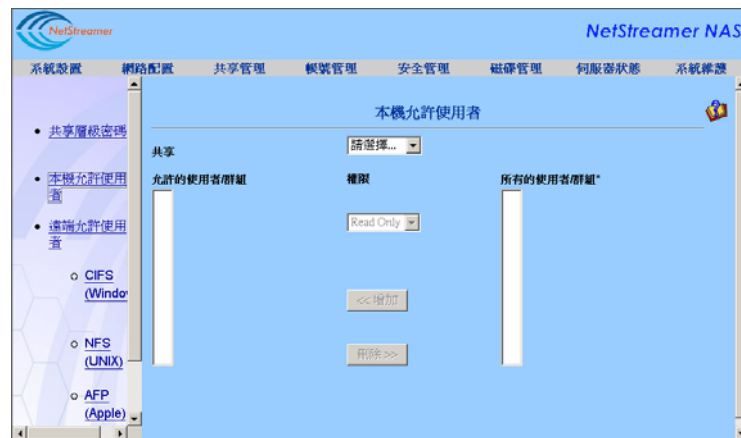 NetStreamer
NetStreamer NAS
系統設置 網路配置 共享管理 帳號管理 安全管理 磁碟管理 伺服器狀態 系統維護
本機允許使用者
共享層級密碼
本機允許使用
者
遠端允許使用
者
CIFS
(Window
NFS
(UNIX)
AFP
(Apple)
共享
請選擇...
允許的使用者/群組
權限
所有的使用者/群組*
Read Only
<<增加
刪除>>